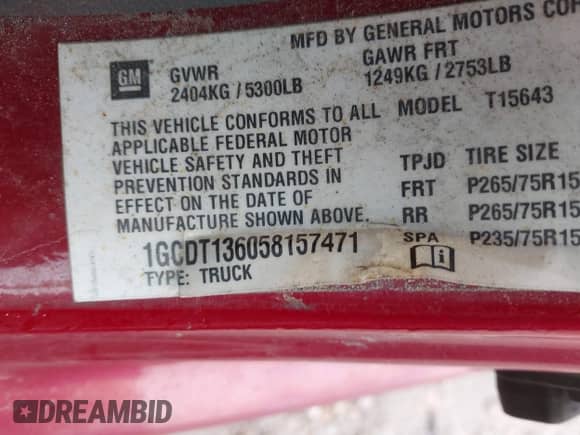 MFD BY GENERAL MOTORS COR
GM
GVWR
2404KG / 5300LB
GAWR FRT
1249KG / 2753LB
THIS VEHICLE CONFORMS TO ALL
APPLICABLE FEDERAL MOTOR
VEHICLE SAFETY AND THEFT
PREVENTION STANDARDS IN
EFFECT ON THE DATE OF
MANUFACTURE SHOWN ABOVE.
MODEL T15643
TPJD TIRE SIZE
FRT P265/75R15
RR P265/75R15
SPA P235/75R15
1GCDT136058157471
TYPE: TRUCK
DREAMBID